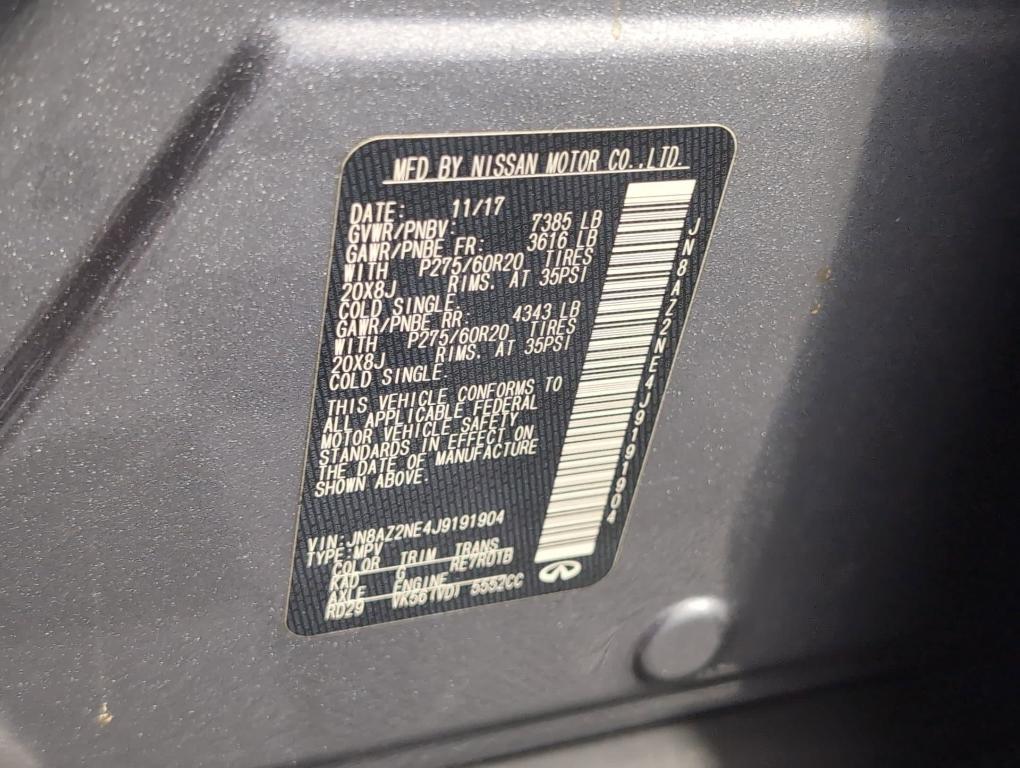 MFD BY NISSAN MOTOR CO.,LTD.
DATE: 11/17
GVWR/PNBV: 7385 LB
GAWR/PNBE FR: 3616 LB
WITH P275/60R20 TIRES
20X8J RIMS. AT 35PSI
COLD SINGLE.
GAWR/PNBE RR: 4343 LB
WITH P275/60R20 TIRES
20X8J RIMS. AT 35PSI
COLD SINGLE.
THIS VEHICLE CONFORMS TO
ALL APPLICABLE FEDERAL
MOTOR VEHICLE SAFETY
STANDARDS IN EFFECT ON
THE DATE OF MANUFACTURE
SHOWN ABOVE.
VIN:JN8AZ2NE4J9191904
TYPE:MPV
COLOR TRIM TRANS
KAD G RE7R01B
AXLE ENGINE
RD29 VK56(VD) 5552CC
JN8AZ2NE4J9191904